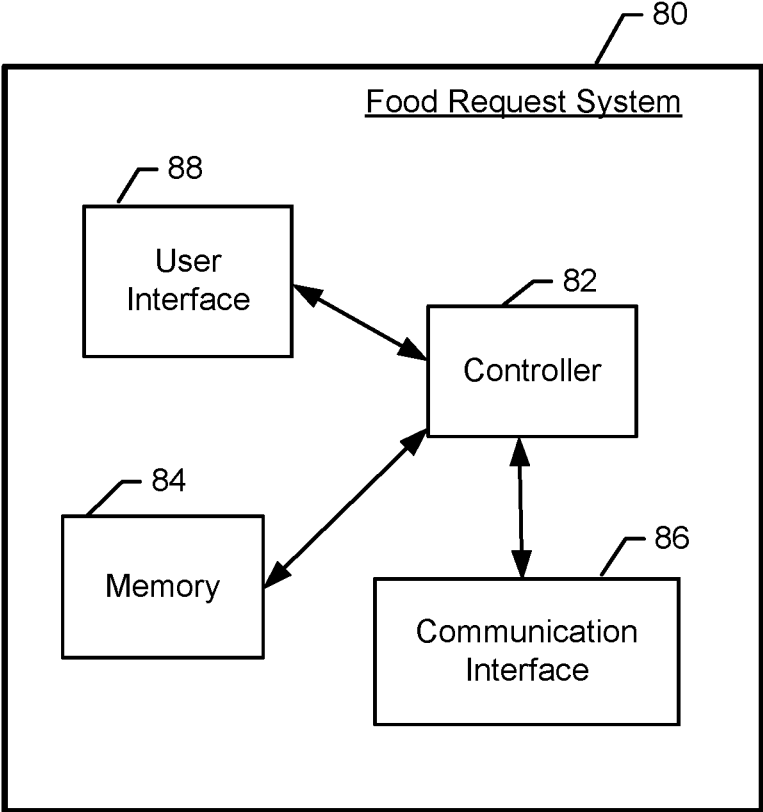 80
Food Request System
88
User
Interface
82
Controller
84
Memory
86
Communication
Interface